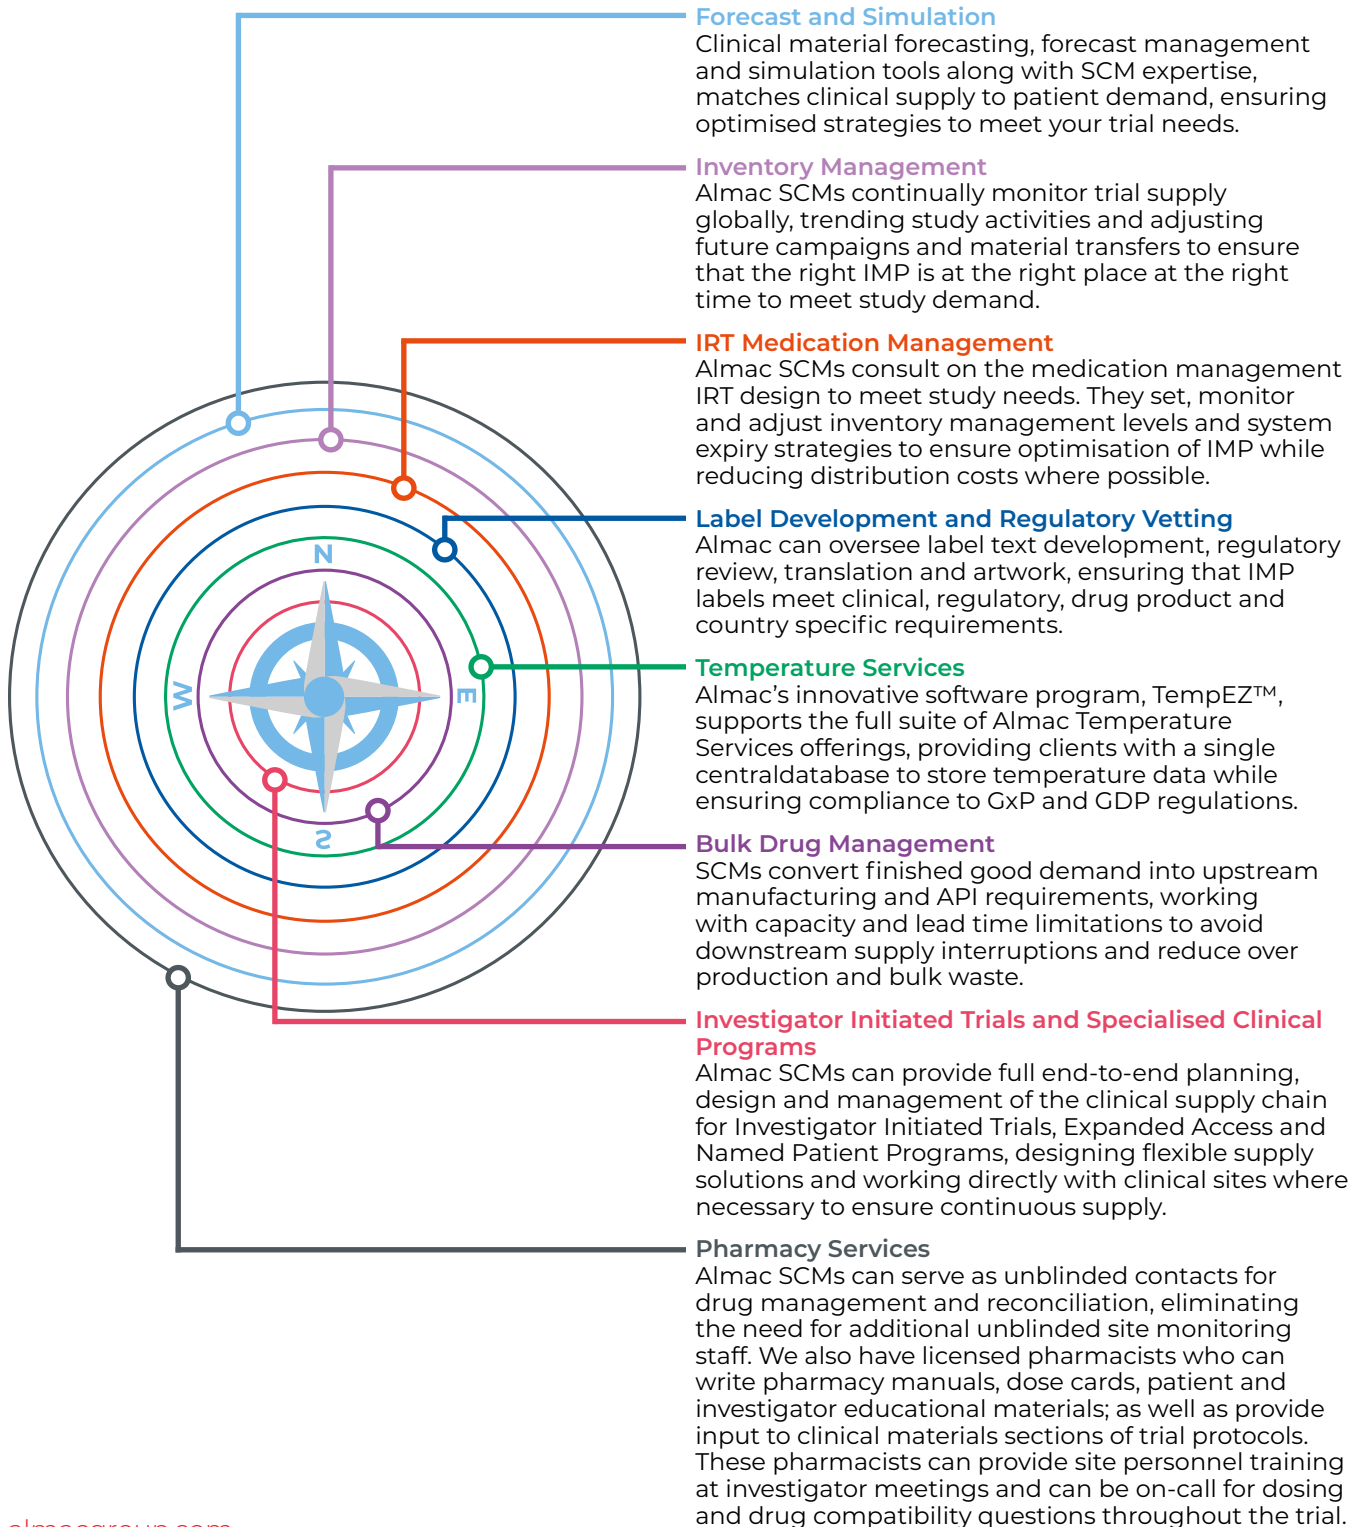 Forecast and Simulation
Clinical material forecasting, forecast management
and simulation tools along with SCM expertise,
matches clinical supply to patient demand, ensuring
optimised strategies to meet your trial needs.
Inventory Management
Almac SCMs continually monitor trial supply
globally, trending study activities and adjusting
future campaigns and material transfers to ensure
that the right IMP is at the right place at the right
time to meet study demand.
IRT Medication Management
Almac SCMs consult on the medication management
IRT design to meet study needs. They set, monitor
and adjust inventory management levels and system
expiry strategies to ensure optimisation of IMP while
reducing distribution costs where possible.
Label Development and Regulatory Vetting
Almac can oversee label text development, regulatory
review, translation and artwork, ensuring that IMP
labels meet clinical, regulatory, drug product and
country specific requirements.
Temperature Services
Almac's innovative software program, TempEZ™,
supports the full suite of Almac Temperature
Services offerings, providing clients with a single
centraldatabase to store temperature data while
ensuring compliance to GxP and GDP regulations.
Bulk Drug Management
SCMs convert finished good demand into upstream
manufacturing and API requirements, working
with capacity and lead time limitations to avoid
downstream supply interruptions and reduce over
production and bulk waste.
Investigator Initiated Trials and Specialised Clinical
Programs
Almac SCMs can provide full end-to-end planning,
design and management of the clinical supply chain
for Investigator Initiated Trials, Expanded Access and
Named Patient Programs, designing flexible supply
solutions and working directly with clinical sites where
necessary to ensure continuous supply.
Pharmacy Services
Almac SCMs can serve as unblinded contacts for
drug management and reconciliation, eliminating
the need for additional unblinded site monitoring
staff. We also have licensed pharmacists who can
write pharmacy manuals, dose cards, patient and
investigator educational materials; as well as provide
input to clinical materials sections of trial protocols.
These pharmacists can provide site personnel training
at investigator meetings and can be on-call for dosing
and drug compatibility questions throughout the trial.
N
W
E
S